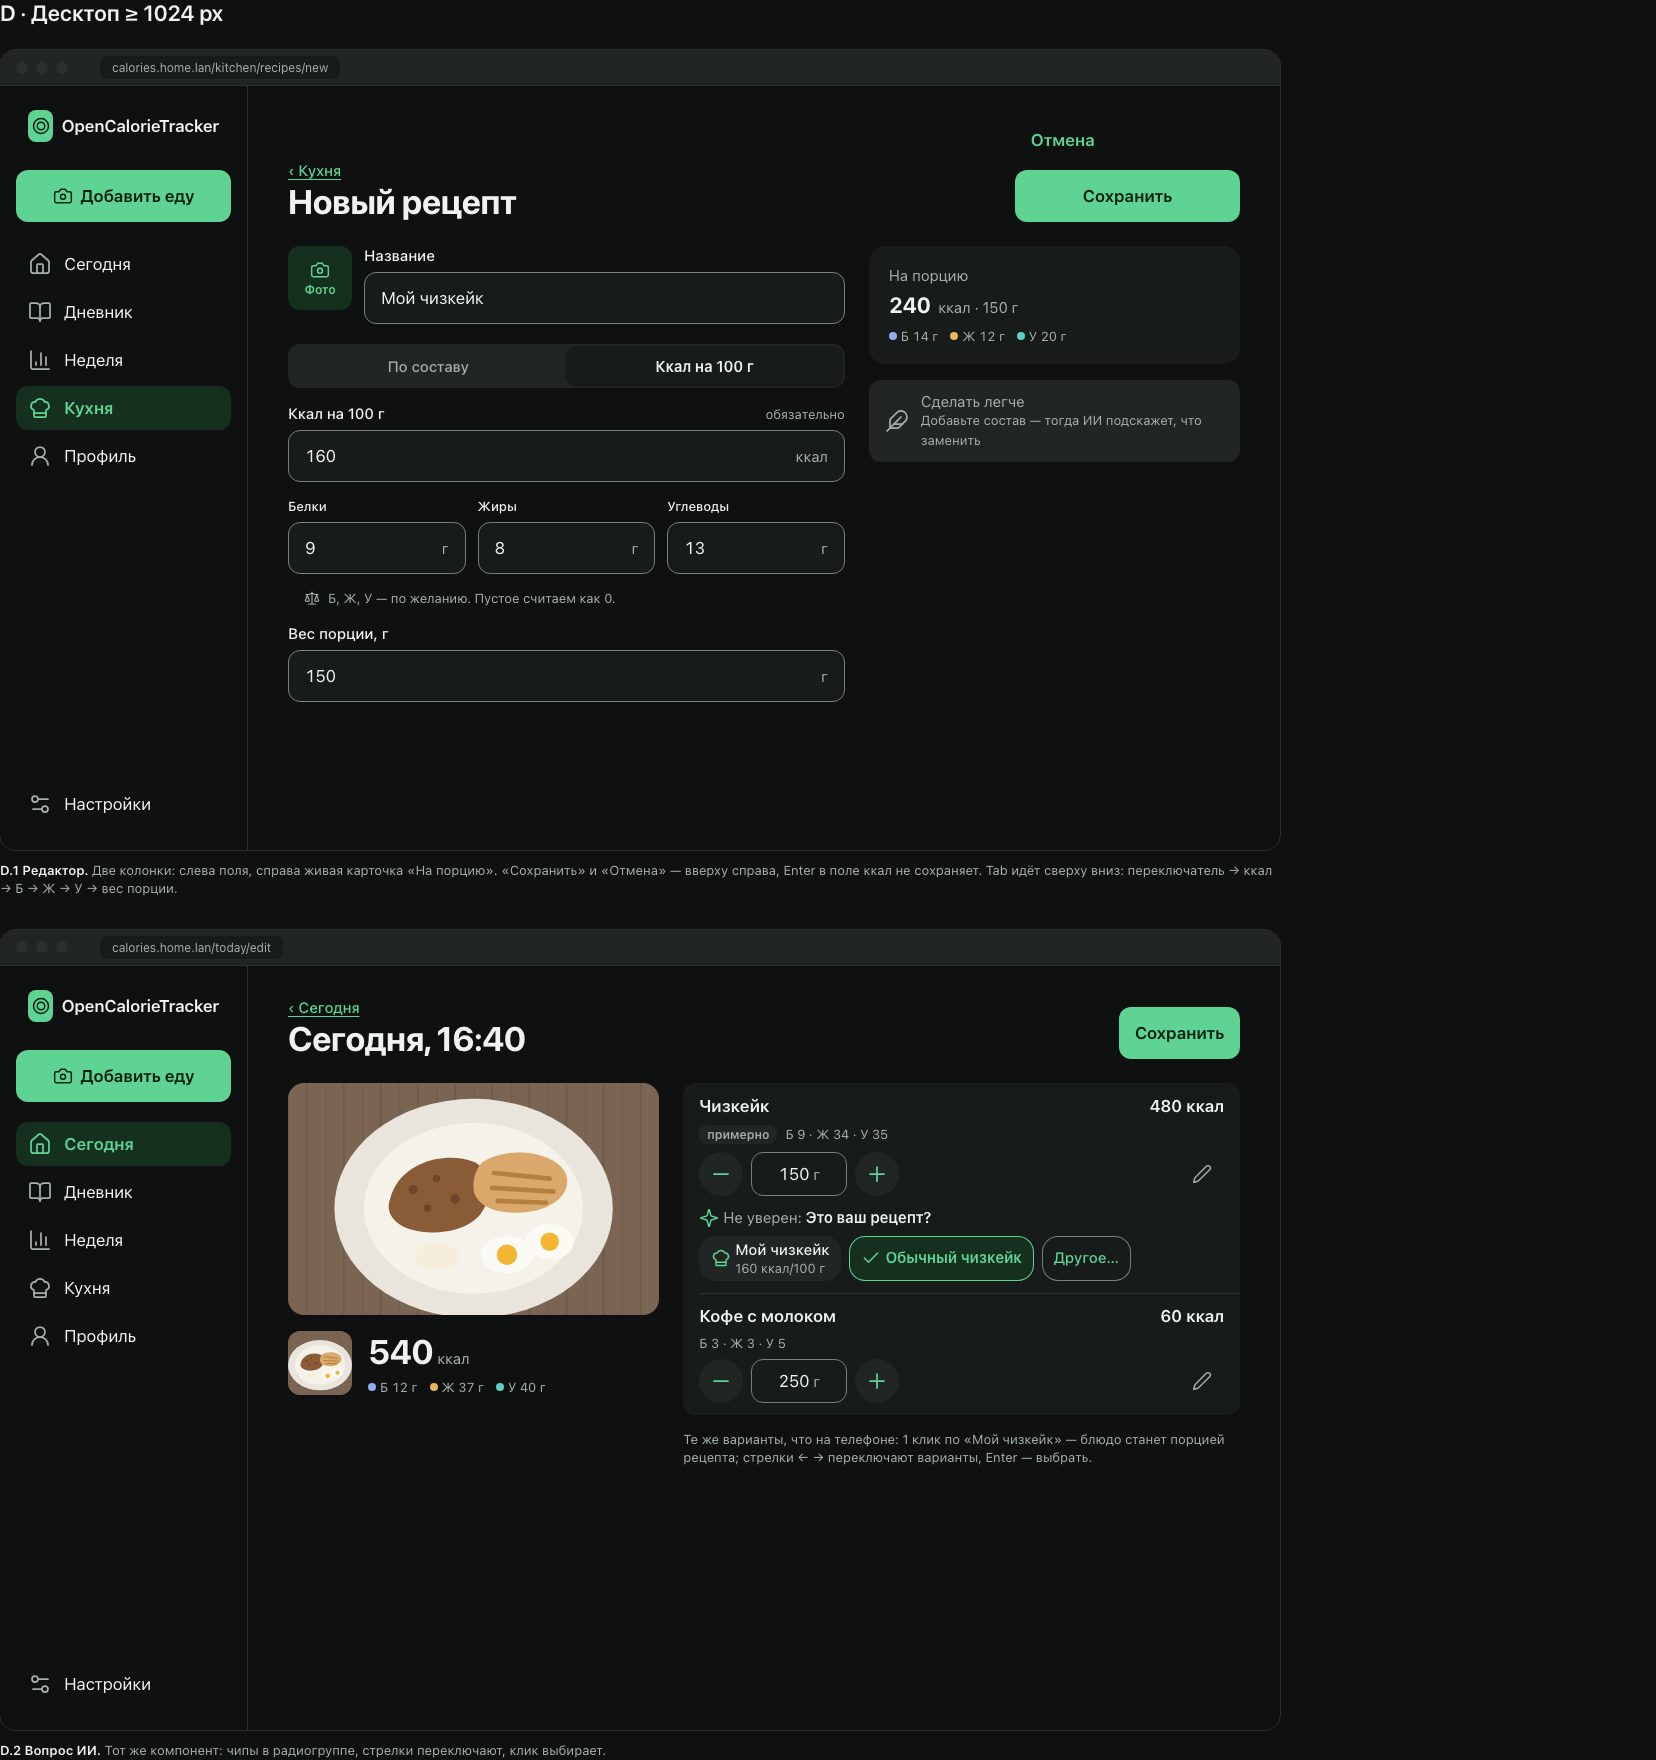 D · Десктоп ≥ 1024 px
calories.home.lan/kitchen/recipes/new
OpenCalorieTracker
Добавить еду
Сегодня
Дневник
Неделя
Кухня
Профиль
Настройки
‹ Кухня
Новый рецепт
Отмена
Сохранить
Фото
Название
Мой чизкейк
По составу
Ккал на 100 г
Ккал на 100 г
обязательно
160
ккал
Белки
Жиры
Углеводы
9 г
8 г
13 г
Б, Ж, У — по желанию. Пустое считаем как 0.
Вес порции, г
150 г
На порцию
240 ккал · 150 г
Б 14 г Ж 12 г У 20 г
Сделать легче
Добавьте состав — тогда ИИ подскажет, что
заменить
D.1 Редактор. Две колонки: слева поля, справа живая карточка «На порцию». «Сохранить» и «Отмена» — вверху справа, Enter в поле ккал не сохраняет. Tab идёт сверху вниз: переключатель → ккал
→ Б → Ж → У → вес порции.
calories.home.lan/today/edit
OpenCalorieTracker
Добавить еду
Сегодня
Дневник
Неделя
Кухня
Профиль
Настройки
‹ Сегодня
Сегодня, 16:40
Сохранить
540 ккал
Б 12 г Ж 37 г У 40 г
Чизкейк
480 ккал
примерно Б 9 · Ж 34 · У 35
150 г
Не уверен: Это ваш рецепт?
Мой чизкейк
160 ккал/100 г
Обычный чизкейк
Другое...
Кофе с молоком
60 ккал
Б 3 · Ж 3 · У 5
250 г
Те же варианты, что на телефоне: 1 клик по «Мой чизкейк» — блюдо станет порцией
рецепта; стрелки ← → переключают варианты, Enter — выбрать.
D.2 Вопрос ИИ. Тот же компонент: чипы в радиогруппе, стрелки переключают, клик выбирает.